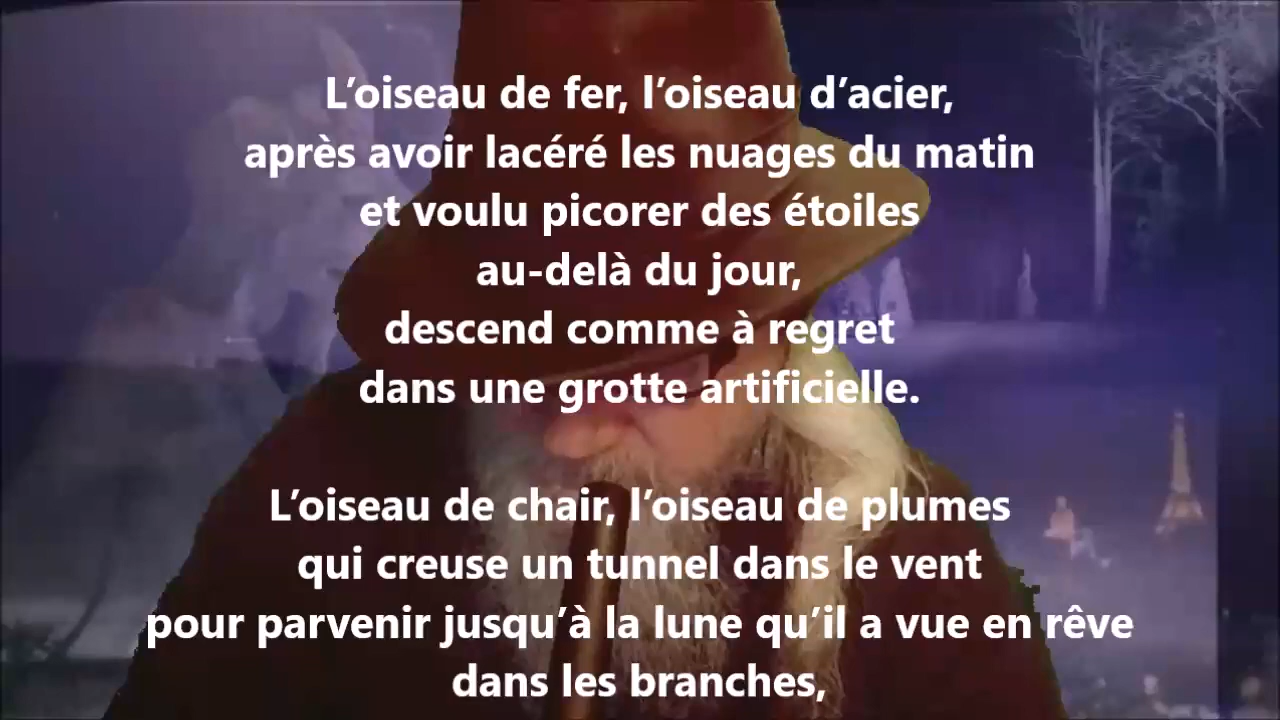 L’oiseau de fer, l’oiseau d’acier,
après avoir lacéré les nuages du matin
et voulu picorer des étoiles
au-delà du jour,
descend comme à regret
dans une grotte artificielle.
L’oiseau de chair, l’oiseau de plumes
qui creuse un tunnel dans le vent
pour parvenir jusqu’à la lune qu’il a vue en rêve
dans les branches,